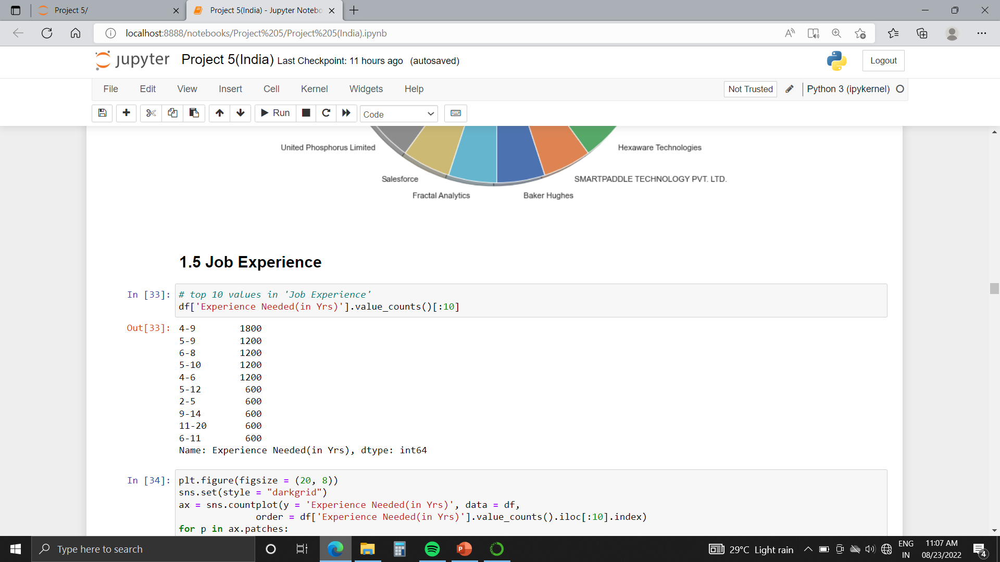 Project 5/
Project 5(India) - Jupyter Notebo
localhost:8888/notebooks/Project%205/Project%205(India).ipynb
jupyter Project 5(India) Last Checkpoint: 11 hours ago (autosaved)
Logout
File Edit View Insert Cell Kernel Widgets Help
Not Trusted
Python 3 (ipykernel)
Run
Code
United Phosphorus Limited
Hexaware Technologies
Salesforce
SMARTPADDLE TECHNOLOGY PVT. LTD.
Fractal Analytics
Baker Hughes
1.5 Job Experience
In [33]: # top 10 values in 'Job Experience'
df['Experience Needed(in Yrs)'].value_counts()[:10]
Out[33]: 4-9 1800
5-9 1200
6-8 1200
5-10 1200
4-6 1200
5-12 600
2-5 600
9-14 600
11-20 600
6-11 600
Name: Experience Needed(in Yrs), dtype: int64
In [34]: plt.figure(figsize = (20, 8))
sns.set(style = "darkgrid")
ax = sns.countplot(y = 'Experience Needed(in Yrs)', data = df,
order = df['Experience Needed(in Yrs)'].value_counts().iloc[:10].index)
for p in ax.patches:
Type here to search
29°C Light rain
ENG
IN
11:07 AM
08/23/2022
4